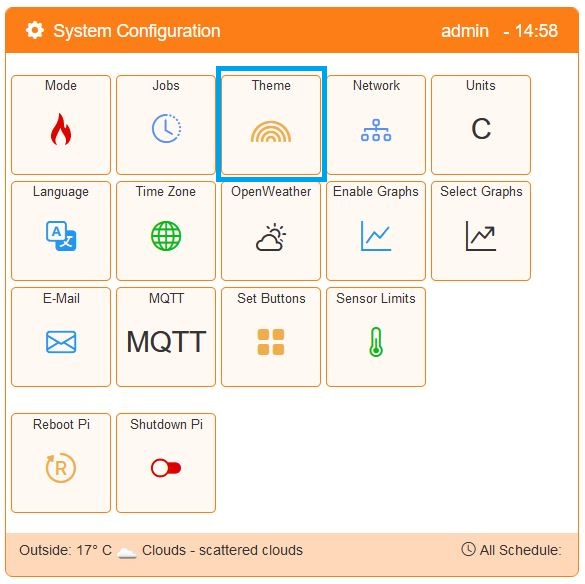 System Configuration admin - 14:58
Mode Jobs Theme Network Units
C
Language Time Zone OpenWeather Enable Graphs Select Graphs
A 文
E-Mail MQTT Set Buttons Sensor Limits
MQTT
Reboot Pi Shutdown Pi
R
Outside: 17° C Clouds - scattered clouds All Schedule: